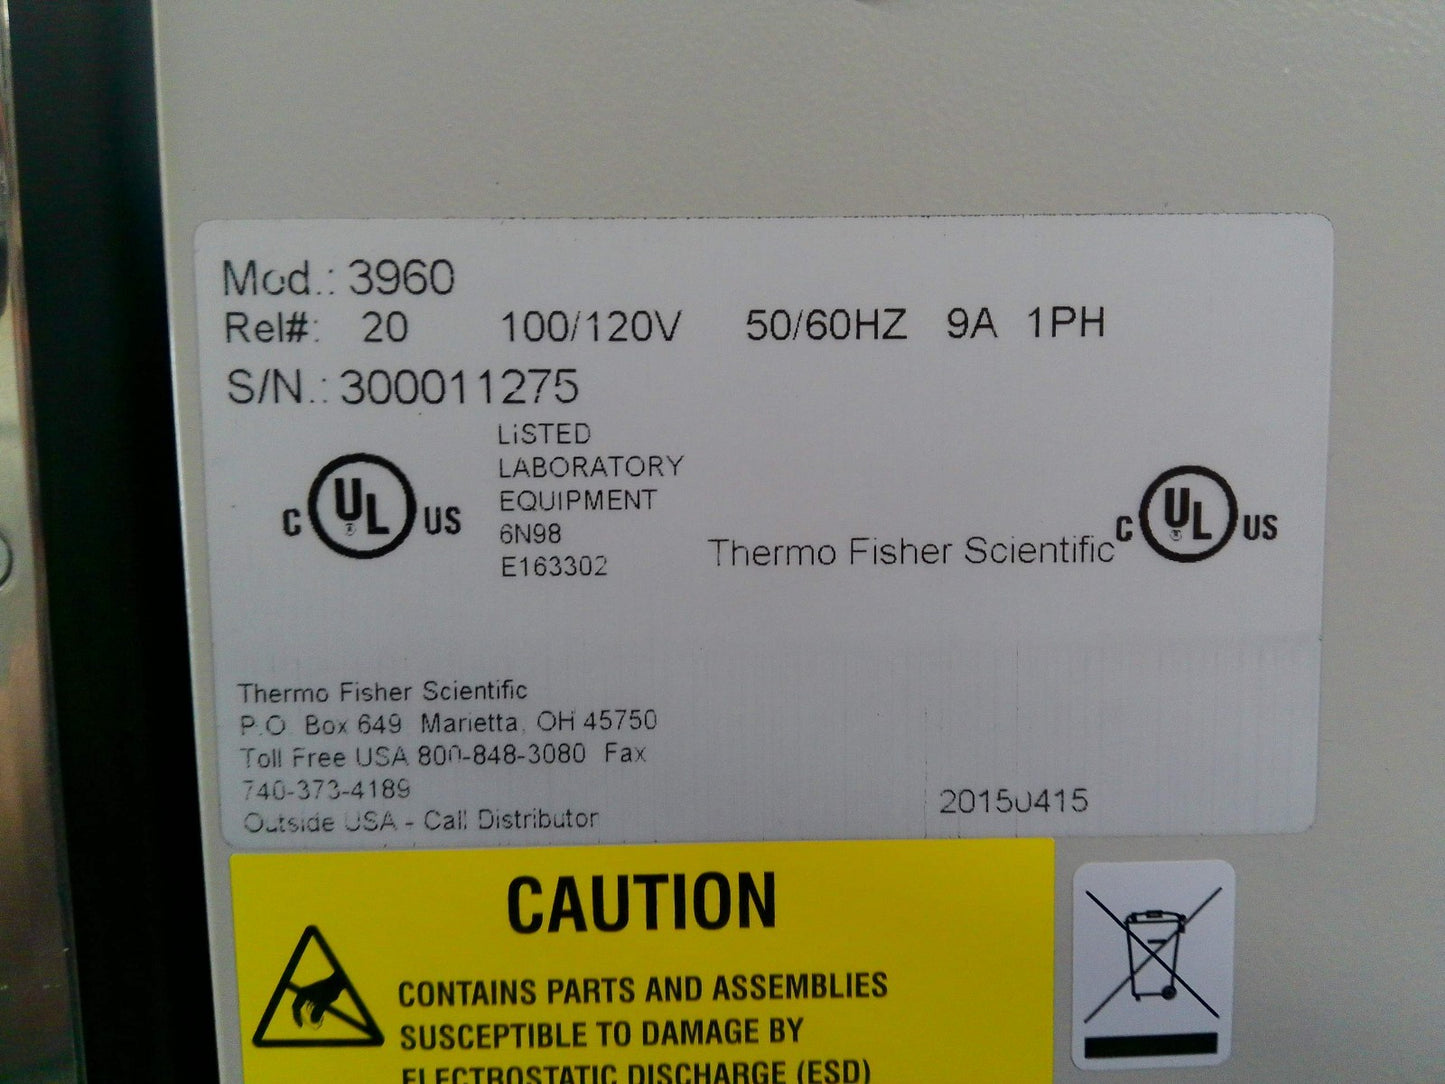 Mod.: 3960
Rel#: 20 100/120V 50/60HZ 9A 1PH
S/N.: 300011275
LISTED
LABORATORY
EQUIPMENT
6N98
E163302
C UL US
Thermo Fisher Scientific
C UL US
Thermo Fisher Scientific
P.O Box 649 Marietta, OH 45750
Toll Free USA 800-848-3080 Fax
740-373-4189
Outside USA - Call Distributor
20150415
CAUTION
CONTAINS PARTS AND ASSEMBLIES
SUSCEPTIBLE TO DAMAGE BY
ELECTROSTATIC DISCHARGE (ESD)